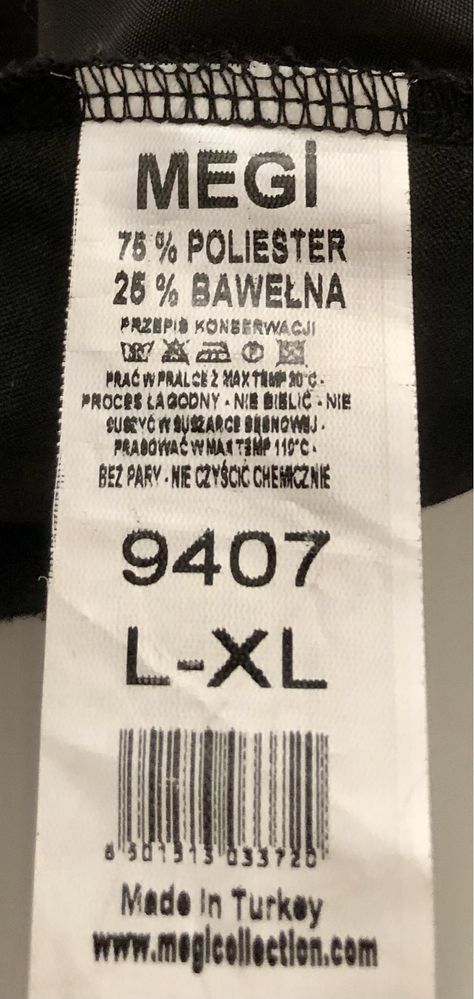 MEGİ
75 % POLIESTER
25 % BAWEŁNA
PRZEPIS KONSERWACJI
PRAĆ W PRALCE Z MAX TEMP 30°C -
PROCES ŁAGODNY - NIE BIELIĆ - NIE
SUSZYĆ W SUSZARCE BĘBNOWEJ -
PRASOWAĆ W MAX TEMP 110°C -
BEZ PARY - NIE CZYŚCIĆ CHEMICZNIE
9407
L-XL
033720
Made in Turkey
www.megicollection.com